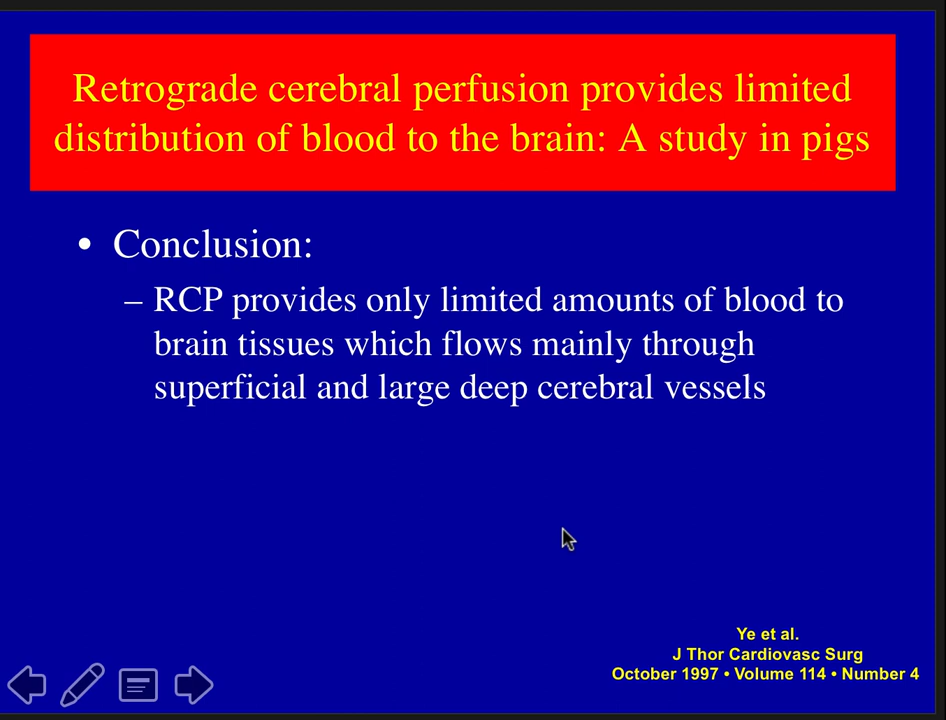 Retrograde cerebral perfusion provides limited
distribution of blood to the brain: A study in pigs
• Conclusion:
– RCP provides only limited amounts of blood to
brain tissues which flows mainly through
superficial and large deep cerebral vessels
Ye et al.
J Thor Cardiovasc Surg
October 1997 • Volume 114 • Number 4